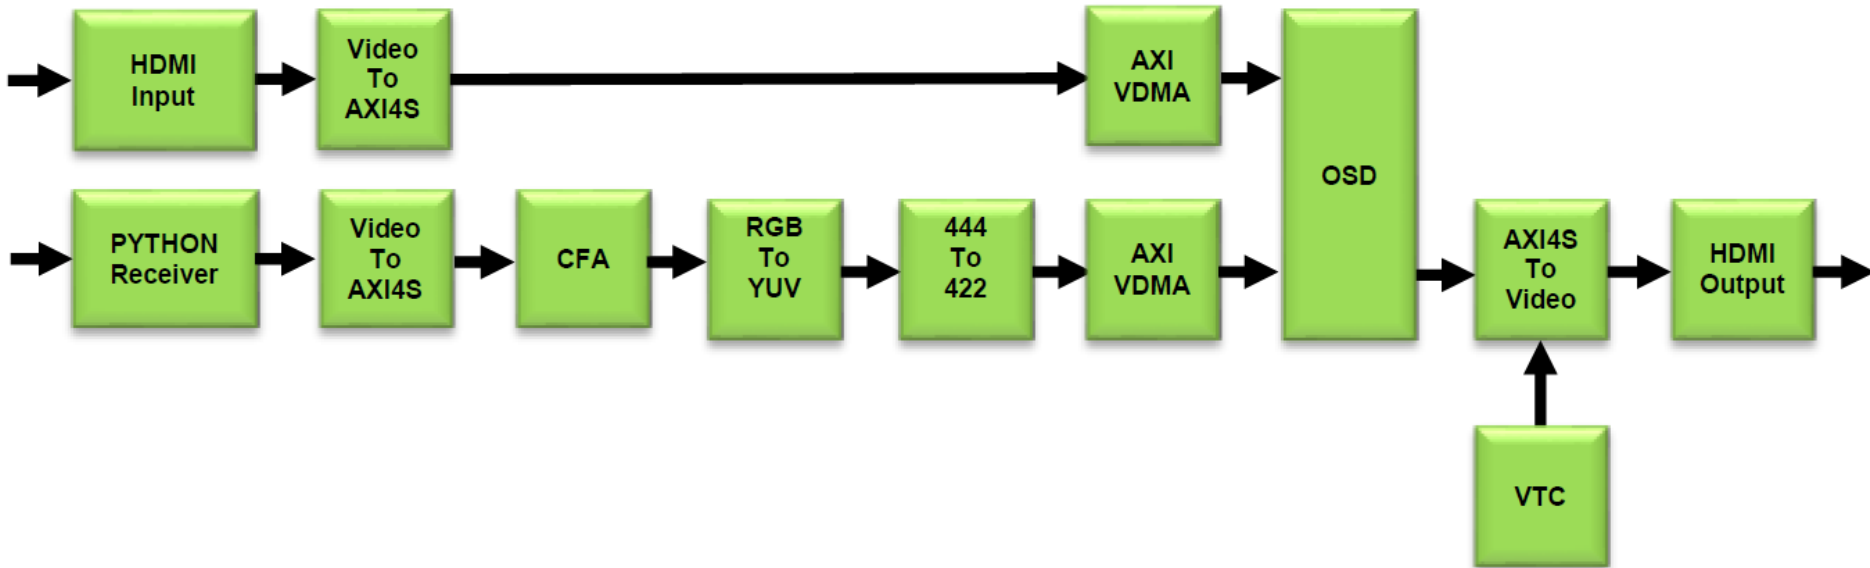 HDMI
Input
Video
To
AXI4S
AXI
VDMA
OSD
PYTHON
Receiver
Video
To
AXI4S
CFA
RGB
To
YUV
444
To
422
AXI
VDMA
AXI4S
To
Video
HDMI
Output
VTC